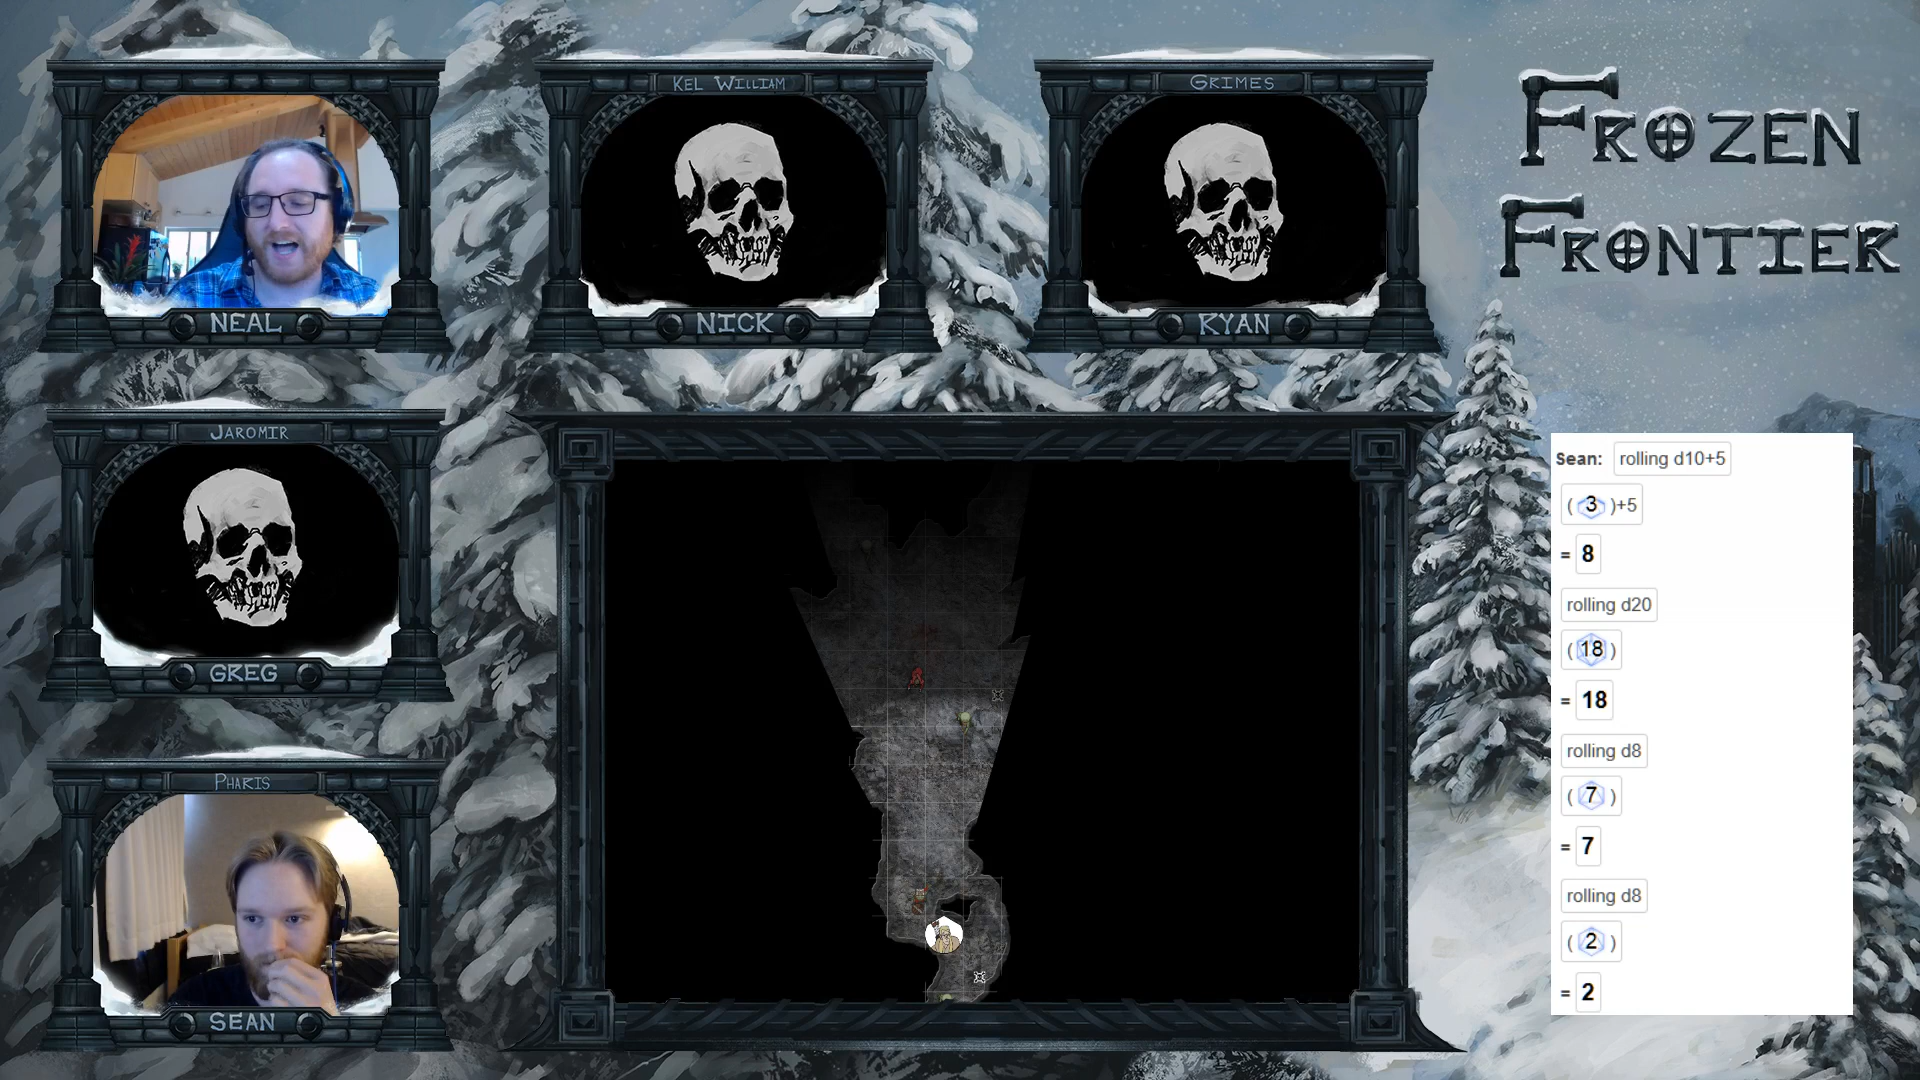 KEL WILLIAM
GRIMES
FROZEN
FRONTIER
NEAL
NICK
RYAN
JAROMIR
GREG
PHARIS
SEAN
Sean: rolling d10+5
(3)+5
= 8
rolling d20
(18)
= 18
rolling d8
(7)
= 7
rolling d8
(2)
= 2